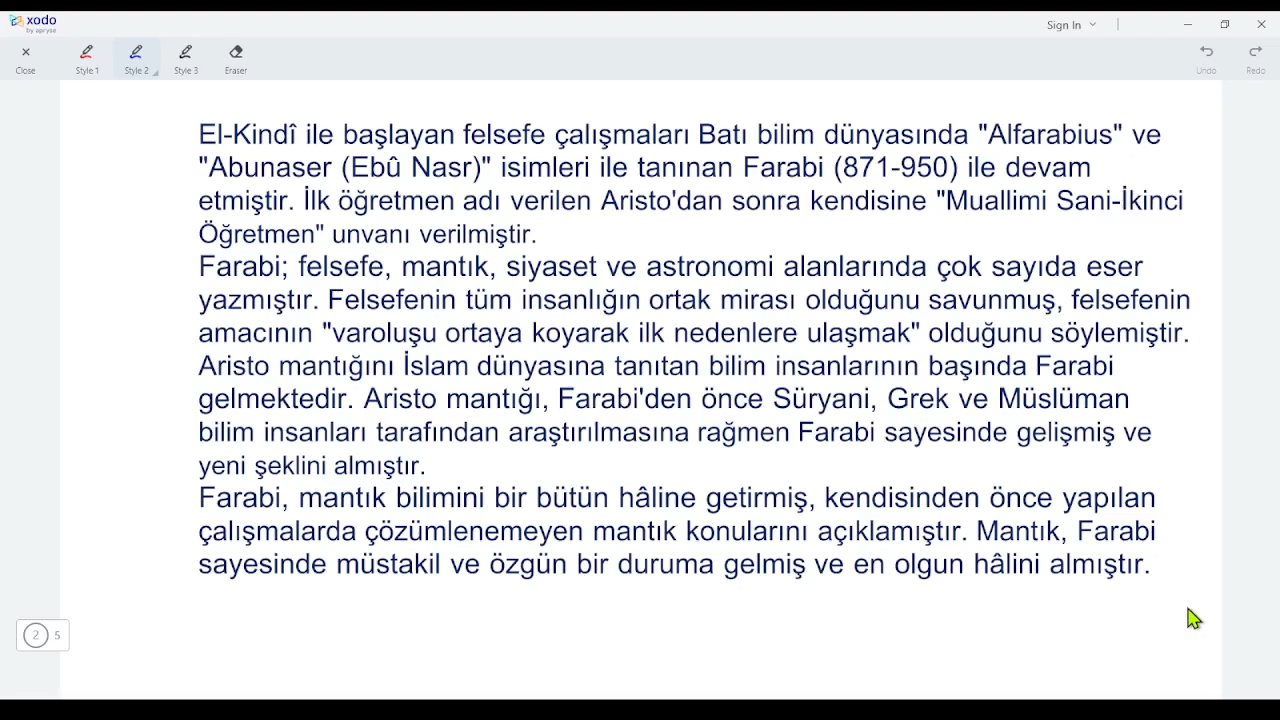 xodo
by apryse
Sign In
Close
Style 1
Style 2
Style 3
Eraser
Undo
Redo
El-Kindî ile başlayan felsefe çalışmaları Batı bilim dünyasında "Alfarabius" ve
"Abunaser (Ebû Nasr)" isimleri ile tanınan Farabi (871-950) ile devam
etmiştir. İlk öğretmen adı verilen Aristo'dan sonra kendisine "Muallimi Sani-İkinci
Öğretmen" unvanı verilmiştir.
Farabi; felsefe, mantık, siyaset ve astronomi alanlarında çok sayıda eser
yazmıştır. Felsefenin tüm insanlığın ortak mirası olduğunu savunmuş, felsefenin
amacının "varoluşu ortaya koyarak ilk nedenlere ulaşmak" olduğunu söylemiştir.
Aristo mantığını İslam dünyasına tanıtan bilim insanlarının başında Farabi
gelmektedir. Aristo mantığı, Farabi'den önce Süryani, Grek ve Müslüman
bilim insanları tarafından araştırılmasına rağmen Farabi sayesinde gelişmiş ve
yeni şeklini almıştır.
Farabi, mantık bilimini bir bütün hâline getirmiş, kendisinden önce yapılan
çalışmalarda çözümlenemeyen mantık konularını açıklamıştır. Mantık, Farabi
sayesinde müstakil ve özgün bir duruma gelmiş ve en olgun hâlini almıştır.
2 5